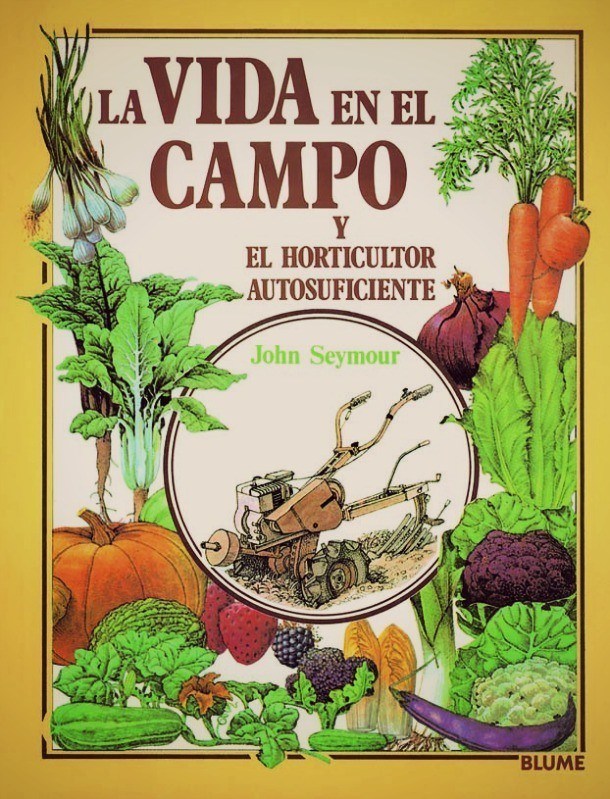 LA VIDA EN EL
CAMPO
Y
EL HORTICULTOR
AUTOSUFICIENTE
John Seymour
BLUME